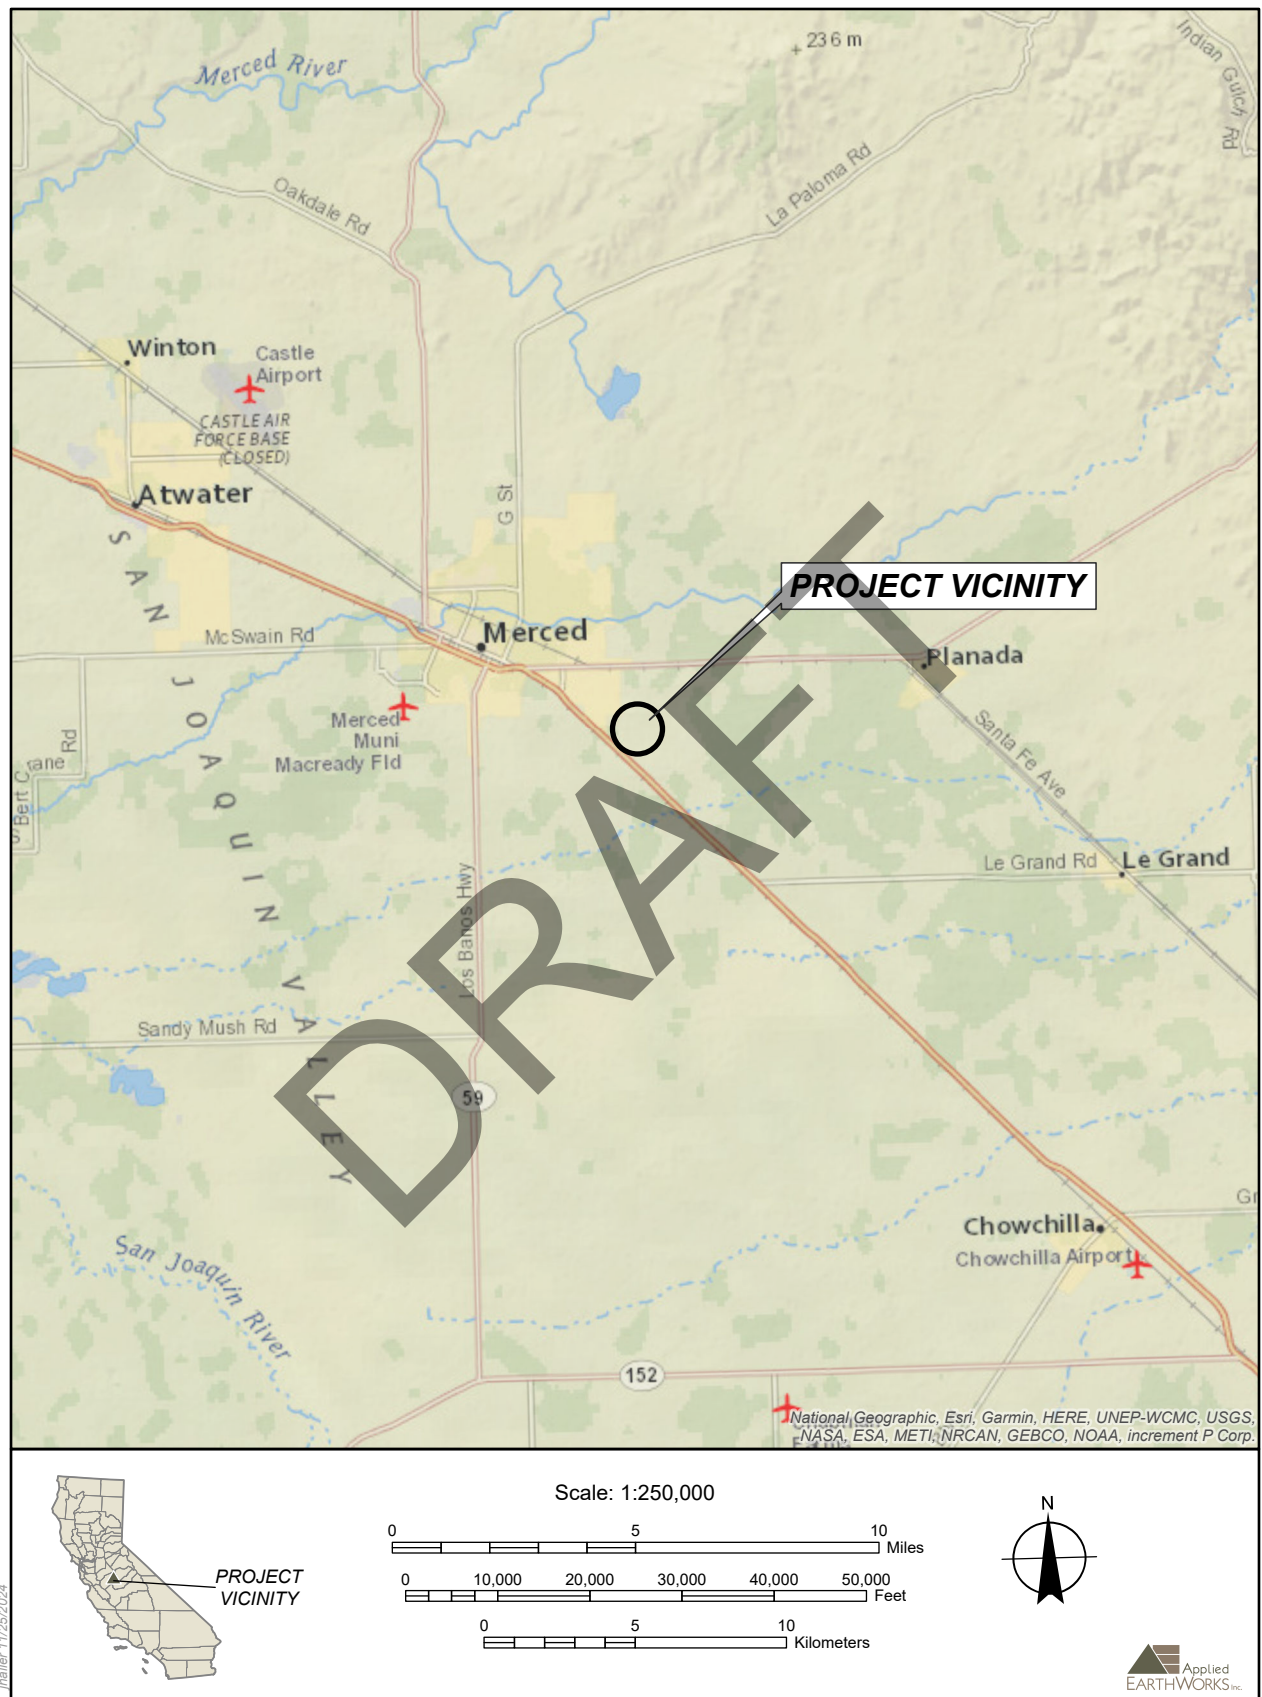 236 m
Indian Gulch Rd
Merced River
La Paloma Rd
Oakdale Rd
Winton
Castle
Airport
CASTLE AIR
FORCE BASE
(CLOSED)
Atwater
G St
PROJECT VICINITY
McSwain Rd
Merced
Planada
SAN JOAQUIN VALLEY
Merced
Muni
Macready Fld
Santa Fe Ave
Bert Crane Rd
Le Grand Rd
Le Grand
Los Banos Hwy
DRAFT
Sandy Mush Rd
59
Gr
Chowchilla
Chowchilla Airport
San Joaquin River
152
National Geographic, Esri, Garmin, HERE, UNEP-WCMC, USGS,
NASA, ESA, METI, NRCAN, GEBCO, NOAA, increment P Corp.
Scale: 1:250,000
N
0 5 10
Miles
PROJECT
VICINITY
0 10,000 20,000 30,000 40,000 50,000
Feet
0 5 10
Kilometers
11/25/2024
Applied
EARTHWORKS Inc.